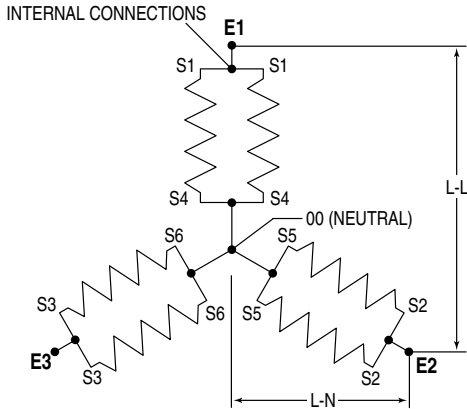 INTERNAL CONNECTIONS
E1
S1 S1
L-L
S4 S4
00 (NEUTRAL)
S6 S5
S3 S6 S5 S2
E3 S3 S2 E2
L-N